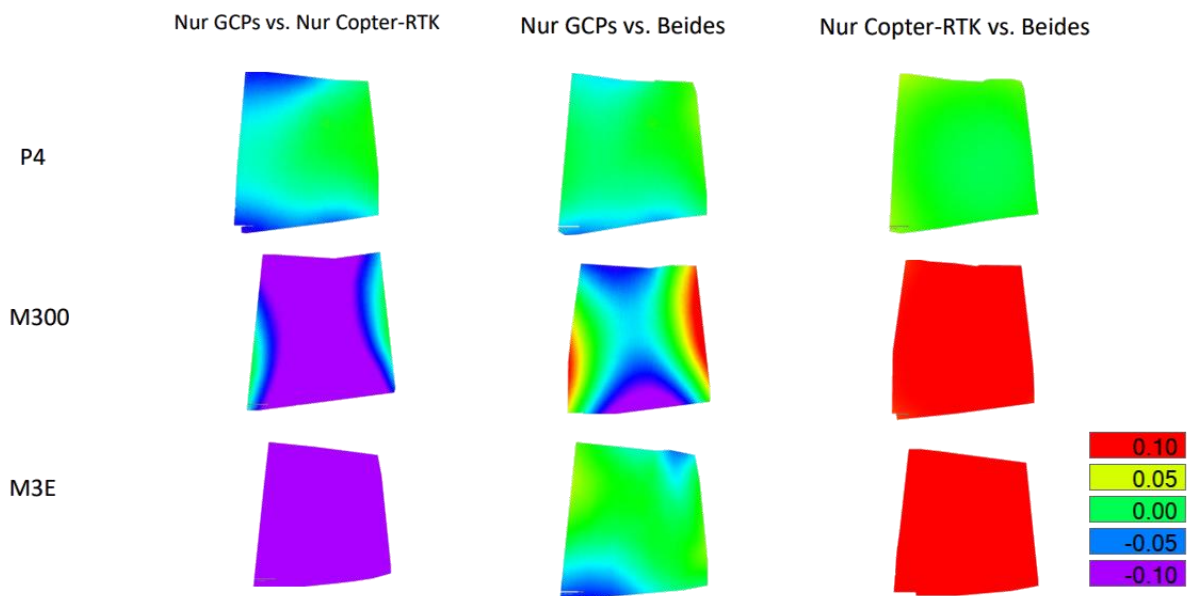 Nur GCPs vs. Nur Copter-RTK
Nur GCPs vs. Beides
Nur Copter-RTK vs. Beides
P4
M300
M3E
0.10
0.05
0.00
-0.05
-0.10